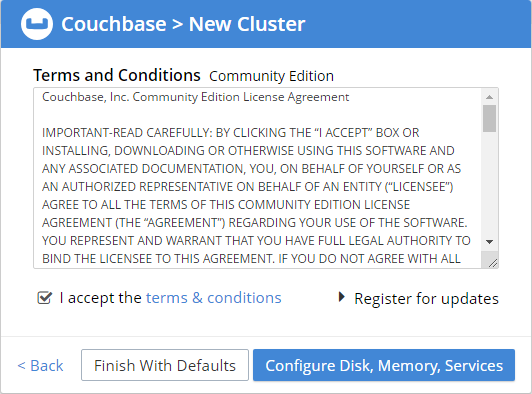 Couchbase > New Cluster
Terms and Conditions Community Edition
Couchbase, Inc. Community Edition License Agreement
IMPORTANT-READ CAREFULLY: BY CLICKING THE “I ACCEPT” BOX OR
INSTALLING, DOWNLOADING OR OTHERWISE USING THIS SOFTWARE AND
ANY ASSOCIATED DOCUMENTATION, YOU, ON BEHALF OF YOURSELF OR AS
AN AUTHORIZED REPRESENTATIVE ON BEHALF OF AN ENTITY (“LICENSEE”)
AGREE TO ALL THE TERMS OF THIS COMMUNITY EDITION LICENSE
AGREEMENT (THE “AGREEMENT”) REGARDING YOUR USE OF THE SOFTWARE.
YOU REPRESENT AND WARRANT THAT YOU HAVE FULL LEGAL AUTHORITY TO
BIND THE LICENSEE TO THIS AGREEMENT. IF YOU DO NOT AGREE WITH ALL
I accept the terms & conditions
Register for updates
< Back
Finish With Defaults
Configure Disk, Memory, Services